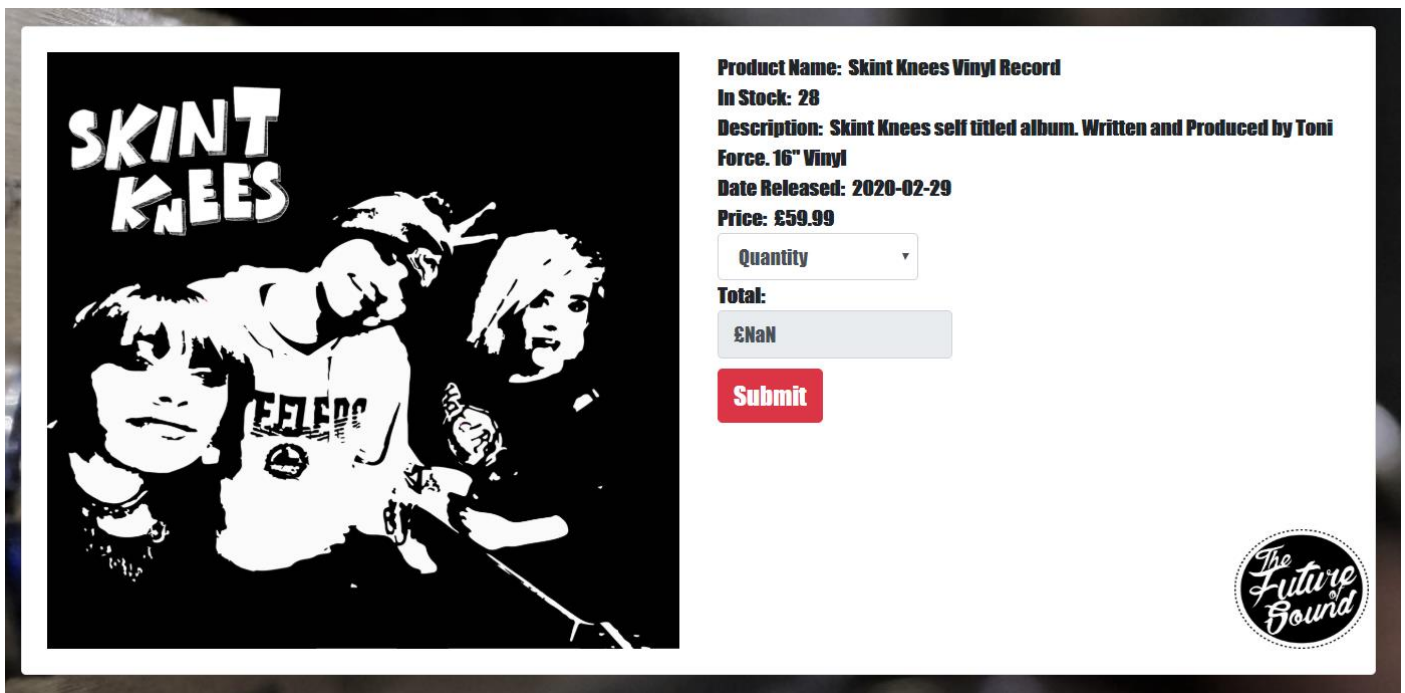 SKINT
KNEES
Product Name: Skint Knees Vinyl Record
In Stock: 28
Description: Skint Knees self titled album. Written and Produced by Toni
Force. 16" Vinyl
Date Released: 2020-02-29
Price: £59.99
Quantity
Total:
£NaN
Submit
The
Future
of
Sound